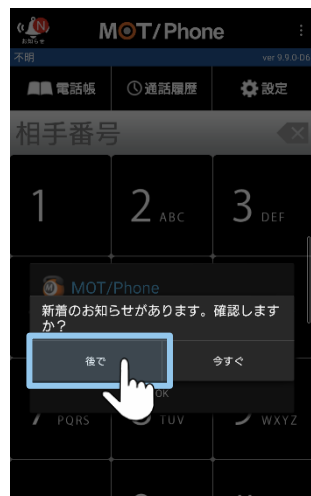 N
お知らせ
MOT/Phone
不明
ver 9.9.0-D6
電話帳
通話履歴
設定
相手番号
1
2 ABC
3 DEF
MOT/Phone
新着のお知らせがあります。確認します
か?
後で
今すぐ
OK
7 PQRS
8 TUV
9 WXYZ